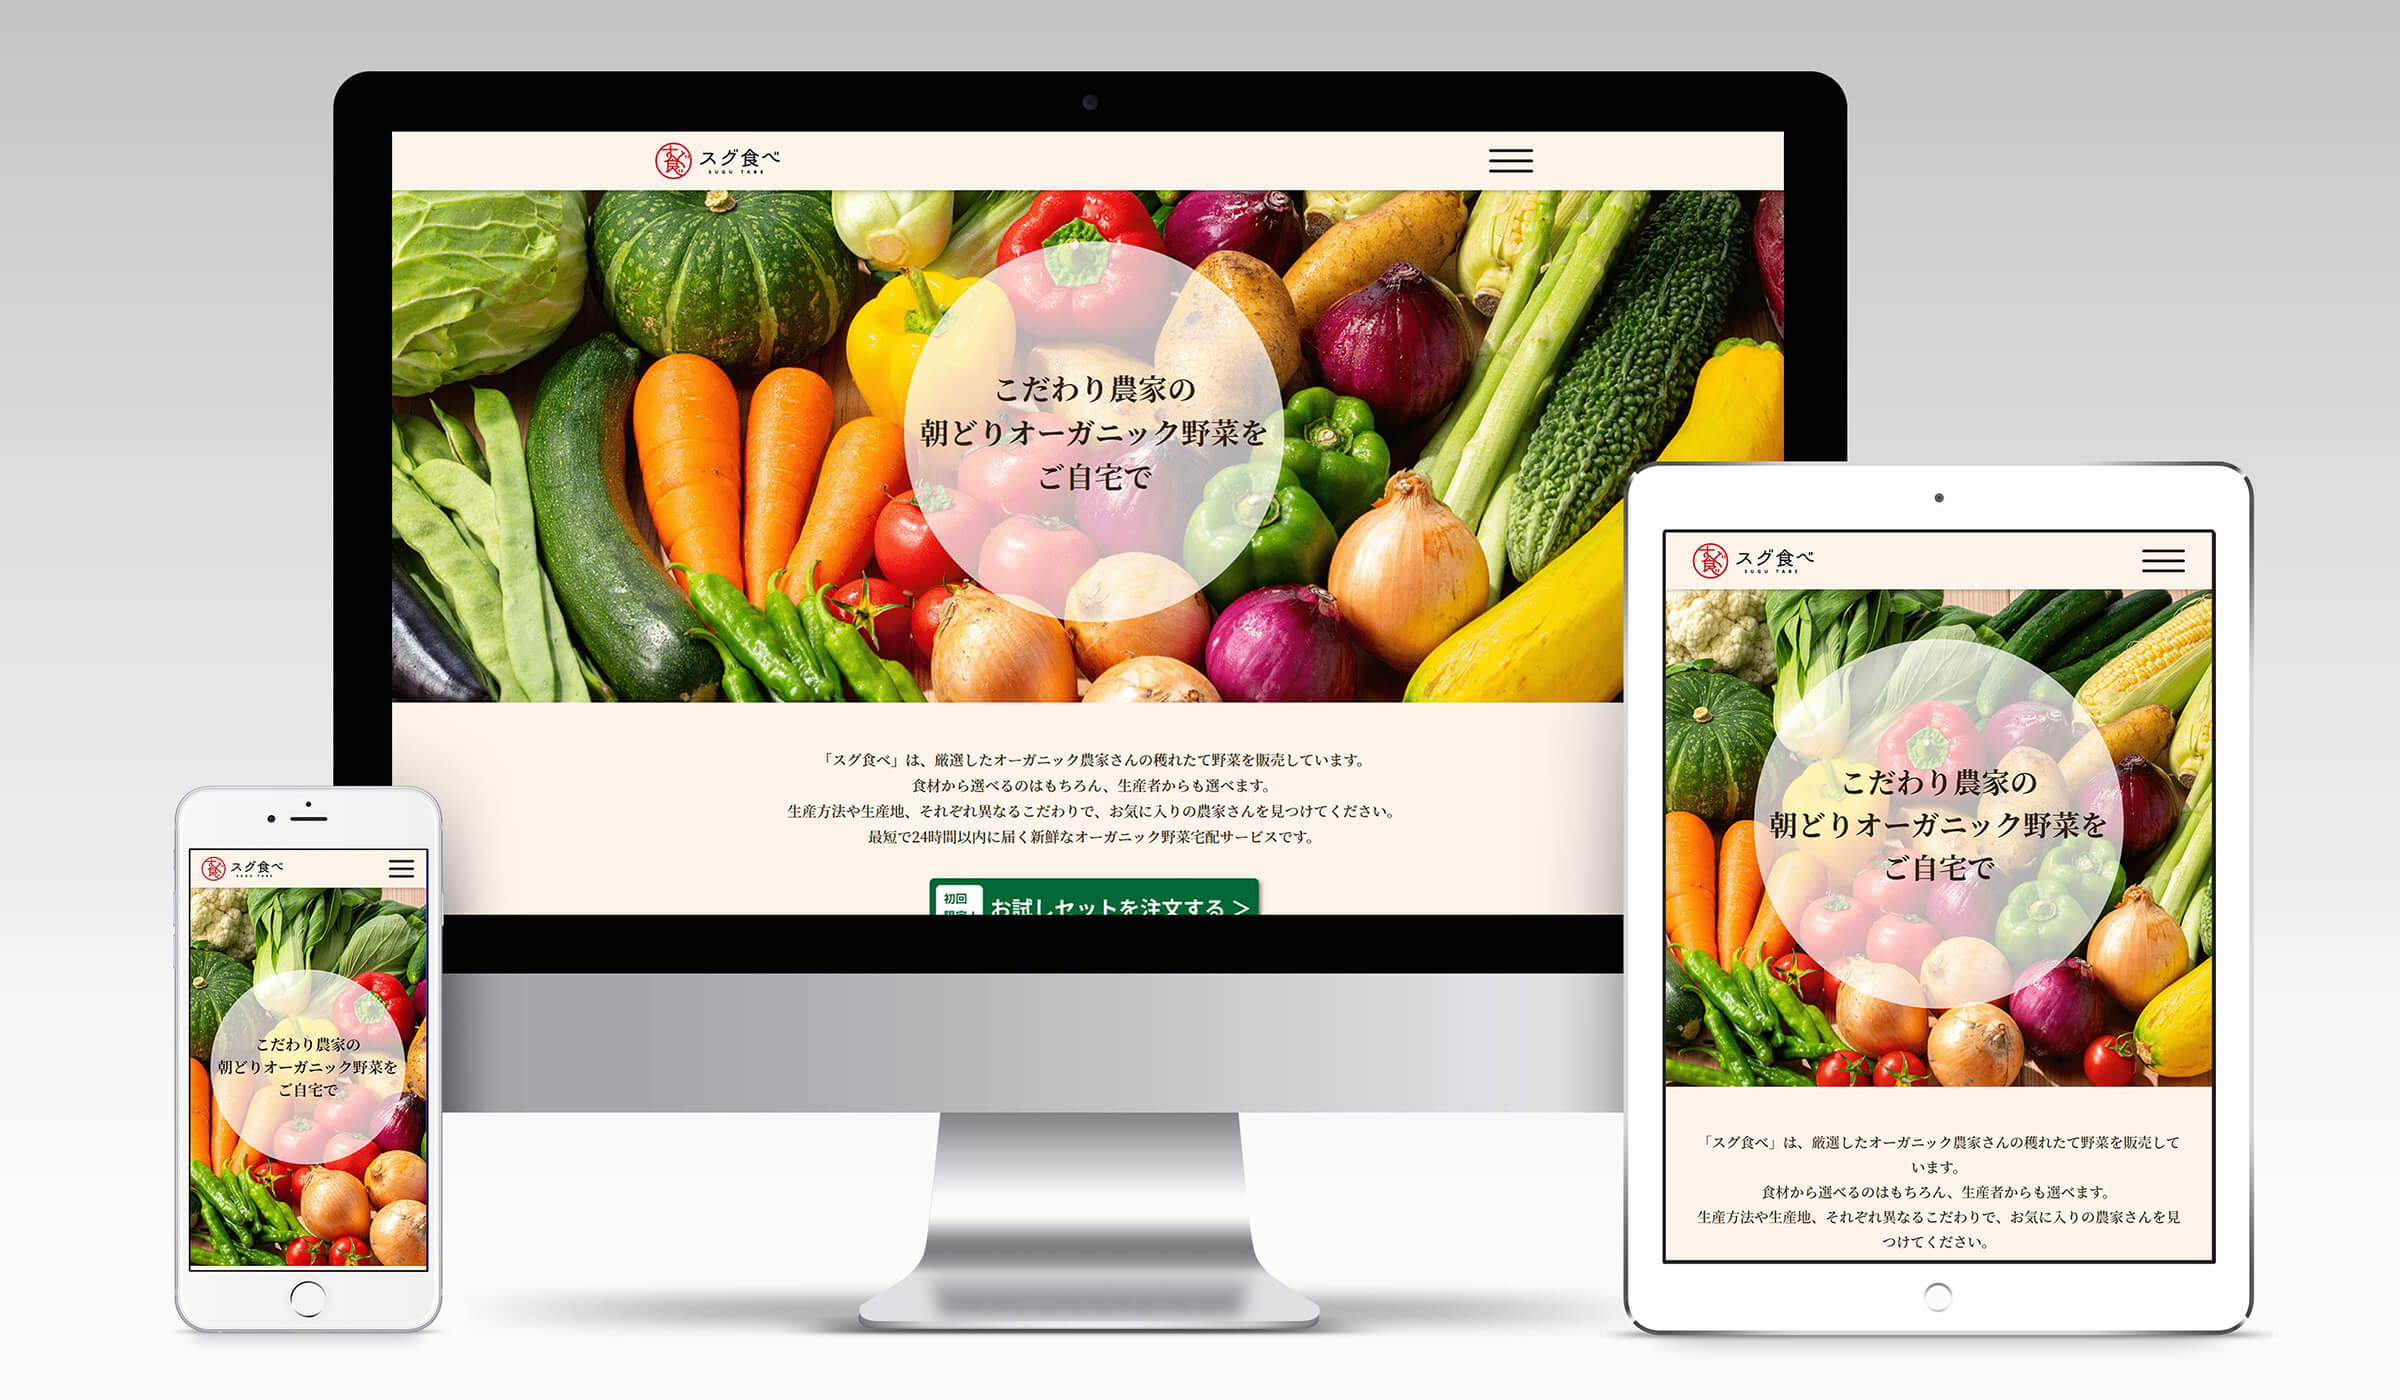 すぐ食べ
スグ食べ
SUGU TABE
こだわり農家の
朝どりオーガニック野菜を
ご自宅で
「スグ食べ」は、厳選したオーガニック農家さんの穫れたて野菜を販売しています。
食材から選べるのはもちろん、生産者からも選べます。
生産方法や生産地、それぞれ異なるこだわりで、お気に入りの農家さんを見つけてください。
最短で24時間以内に届く新鮮なオーガニック野菜宅配サービスです。
初回
お試しセットを注文する >
すぐ食べ
スグ食べ
SUGU TABE
こだわり農家の
朝どりオーガニック野菜を
ご自宅で
すぐ食べ
スグ食べ
SUGU TABE
こだわり農家の
朝どりオーガニック野菜を
ご自宅で
「スグ食べ」は、厳選したオーガニック農家さんの穫れたて野菜を販売して
います。
食材から選べるのはもちろん、生産者からも選べます。
生産方法や生産地、それぞれ異なるこだわりで、お気に入りの農家さんを見
つけてください。